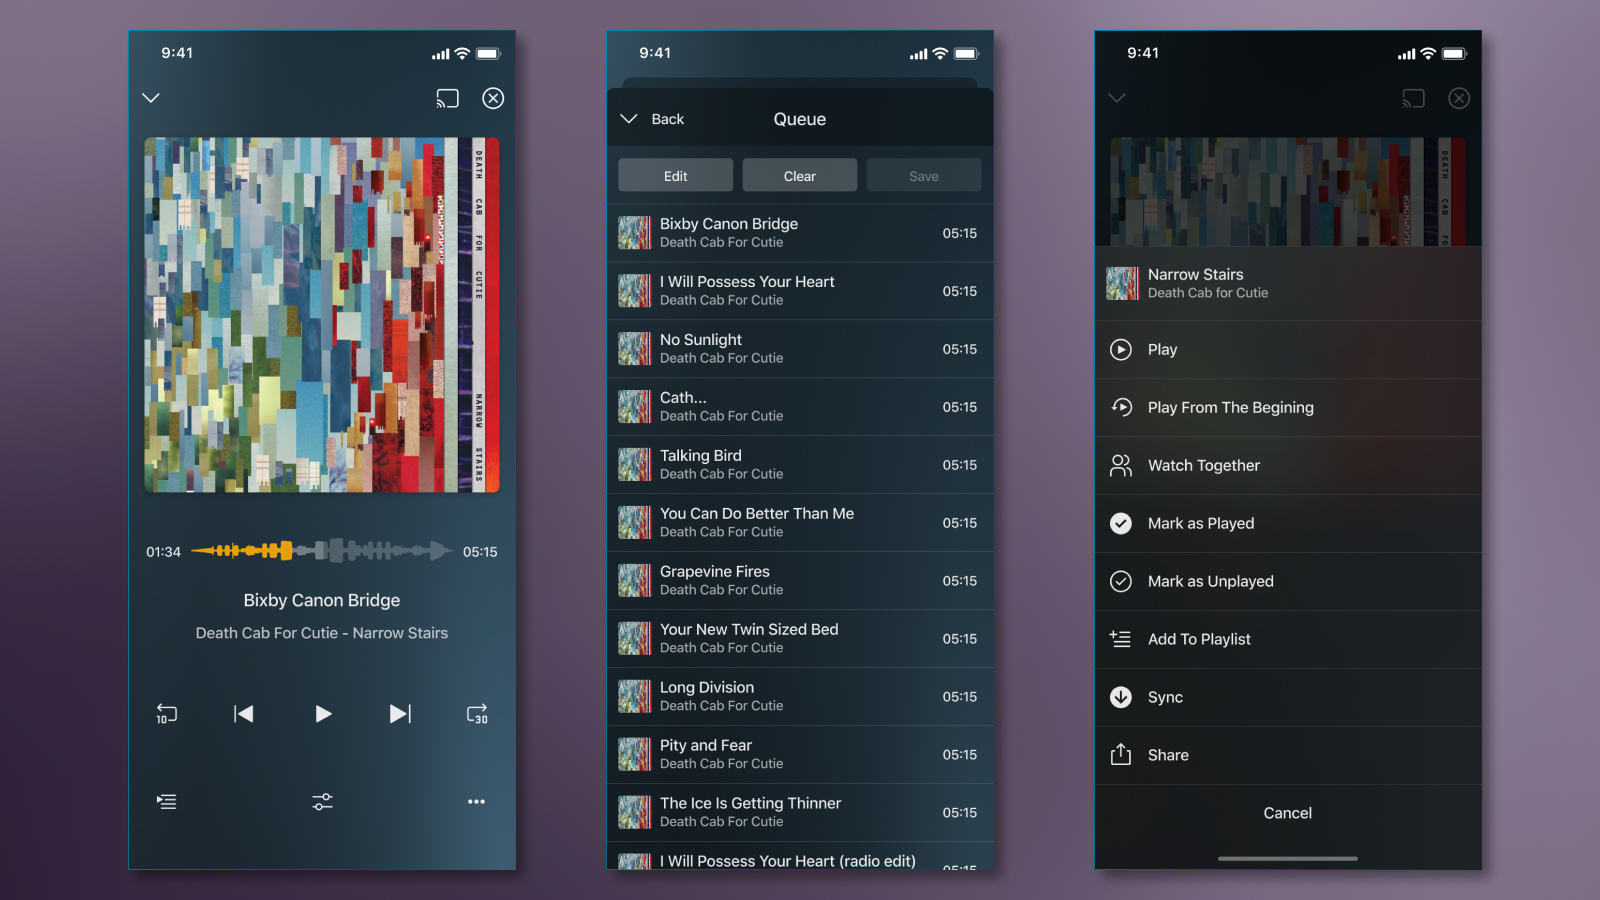 9:41
DEATH CAB FOR CUTIE NARROW STAIRS
01:34
05:15
Bixby Canon Bridge
Death Cab For Cutie - Narrow Stairs
10
30
9:41
Back
Queue
Edit
Clear
Save
Bixby Canon Bridge
Death Cab For Cutie
05:15
I Will Possess Your Heart
Death Cab For Cutie
05:15
No Sunlight
Death Cab For Cutie
05:15
Cath...
Death Cab For Cutie
05:15
Talking Bird
Death Cab For Cutie
05:15
You Can Do Better Than Me
Death Cab For Cutie
05:15
Grapevine Fires
Death Cab For Cutie
05:15
Your New Twin Sized Bed
Death Cab For Cutie
05:15
Long Division
Death Cab For Cutie
05:15
Pity and Fear
Death Cab For Cutie
05:15
The Ice Is Getting Thinner
Death Cab For Cutie
05:15
I Will Possess Your Heart (radio edit)
05:15
9:41
DEATH CAB FO
Narrow Stairs
Death Cab for Cutie
Play
Play From The Begining
Watch Together
Mark as Played
Mark as Unplayed
Add To Playlist
Sync
Share
Cancel